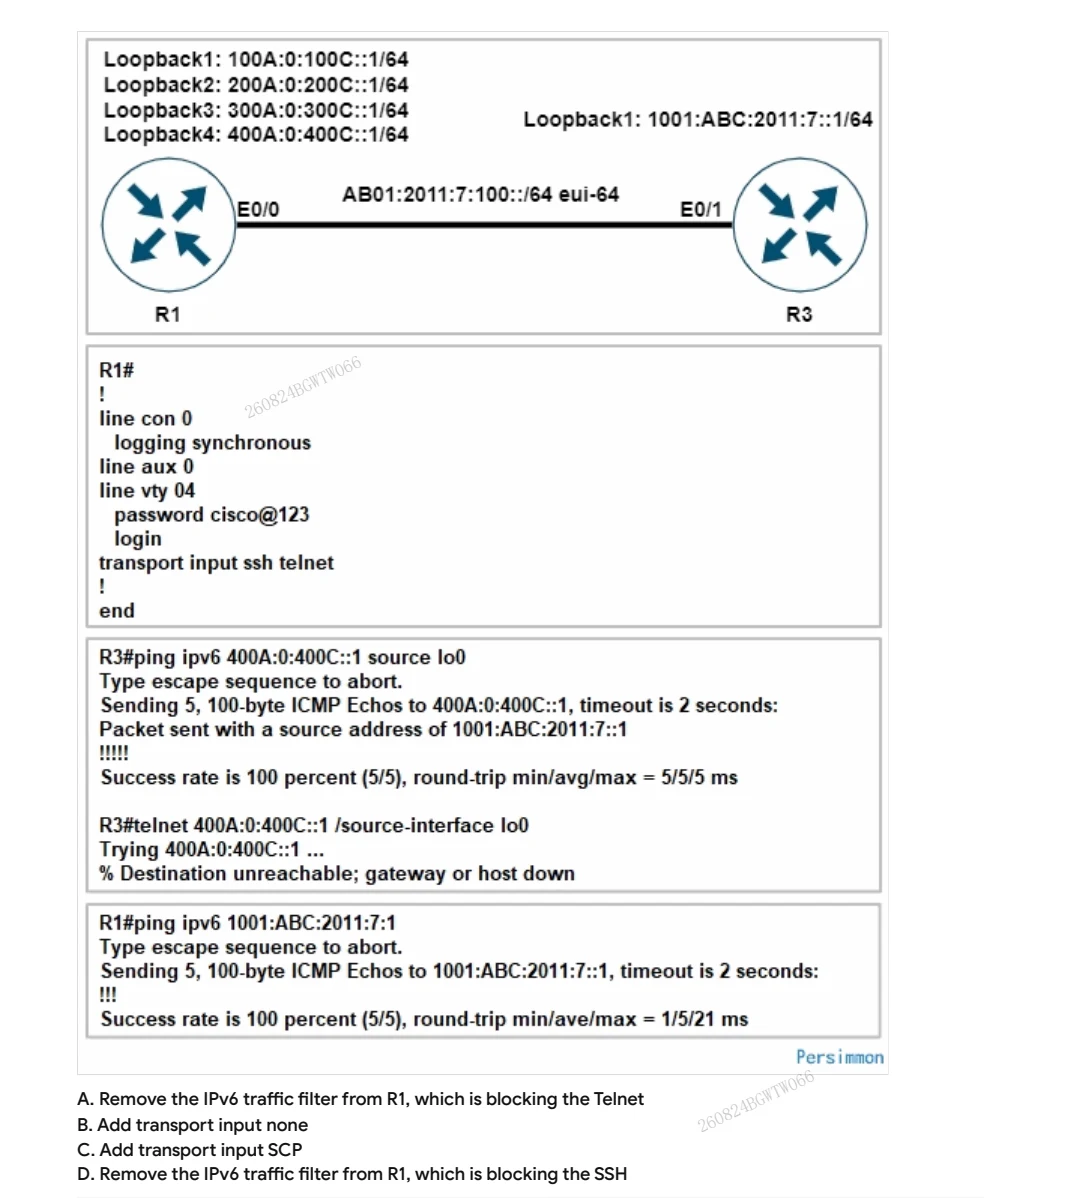 Loopback1: 100A:0:100C::1/64
Loopback2: 200A:0:200C::1/64
Loopback3: 300A:0:300C::1/64
Loopback4: 400A:0:400C::1/64
Loopback1: 1001:ABC:2011:7::1/64
AB01:2011:7:100::/64 eui-64
E0/0
E0/1
R1
R3
R1#
!
line con 0
logging synchronous
line aux 0
line vty 04
password cisco@123
login
transport input ssh telnet
!
end
260824BGWTW066
R3#ping ipv6 400A:0:400C::1 source lo0
Type escape sequence to abort.
Sending 5, 100-byte ICMP Echos to 400A:0:400C::1, timeout is 2 seconds:
Packet sent with a source address of 1001:ABC:2011:7::1
!!!!!
Success rate is 100 percent (5/5), round-trip min/avg/max = 5/5/5 ms
R3#telnet 400A:0:400C::1 /source-interface lo0
Trying 400A:0:400C::1 ...
% Destination unreachable; gateway or host down
R1#ping ipv6 1001:ABC:2011:7:1
Type escape sequence to abort.
Sending 5, 100-byte ICMP Echos to 1001:ABC:2011:7::1, timeout is 2 seconds:
!!!
Success rate is 100 percent (5/5), round-trip min/ave/max = 1/5/21 ms
Persimmon
260824BGWTW066
A. Remove the IPv6 traffic filter from R1, which is blocking the Telnet
B. Add transport input none
C. Add transport input SCP
D. Remove the IPv6 traffic filter from R1, which is blocking the SSH